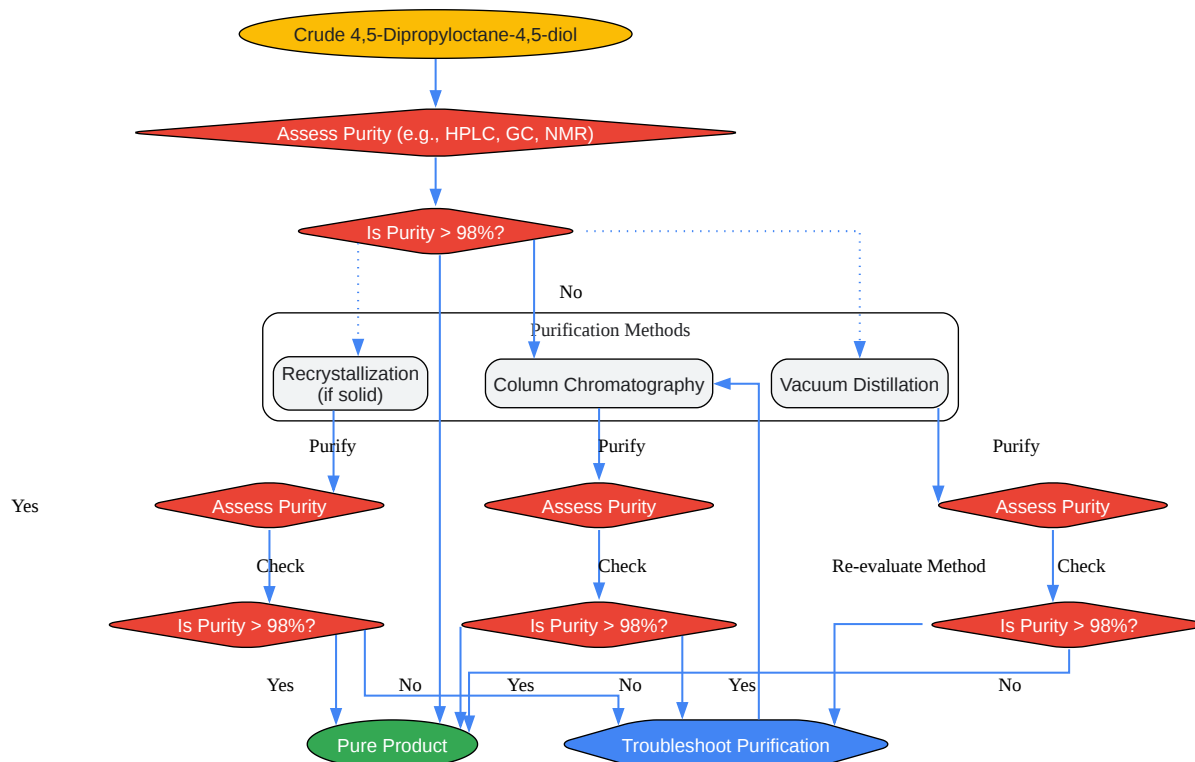 Crude 4,5-Dipropyloctane-4,5-diol
Assess Purity (e.g., HPLC, GC, NMR)
Is Purity > 98%?
No
Purification Methods
Recrystallization
(if solid)
Column Chromatography
Vacuum Distillation
Purify
Purify
Purify
Yes
Assess Purity
Assess Purity
Assess Purity
Check
Check
Re-evaluate Method
Check
Is Purity > 98%?
Is Purity > 98%?
Is Purity > 98%?
Yes
No
Yes
No
Yes
No
Pure Product
Troubleshoot Purification